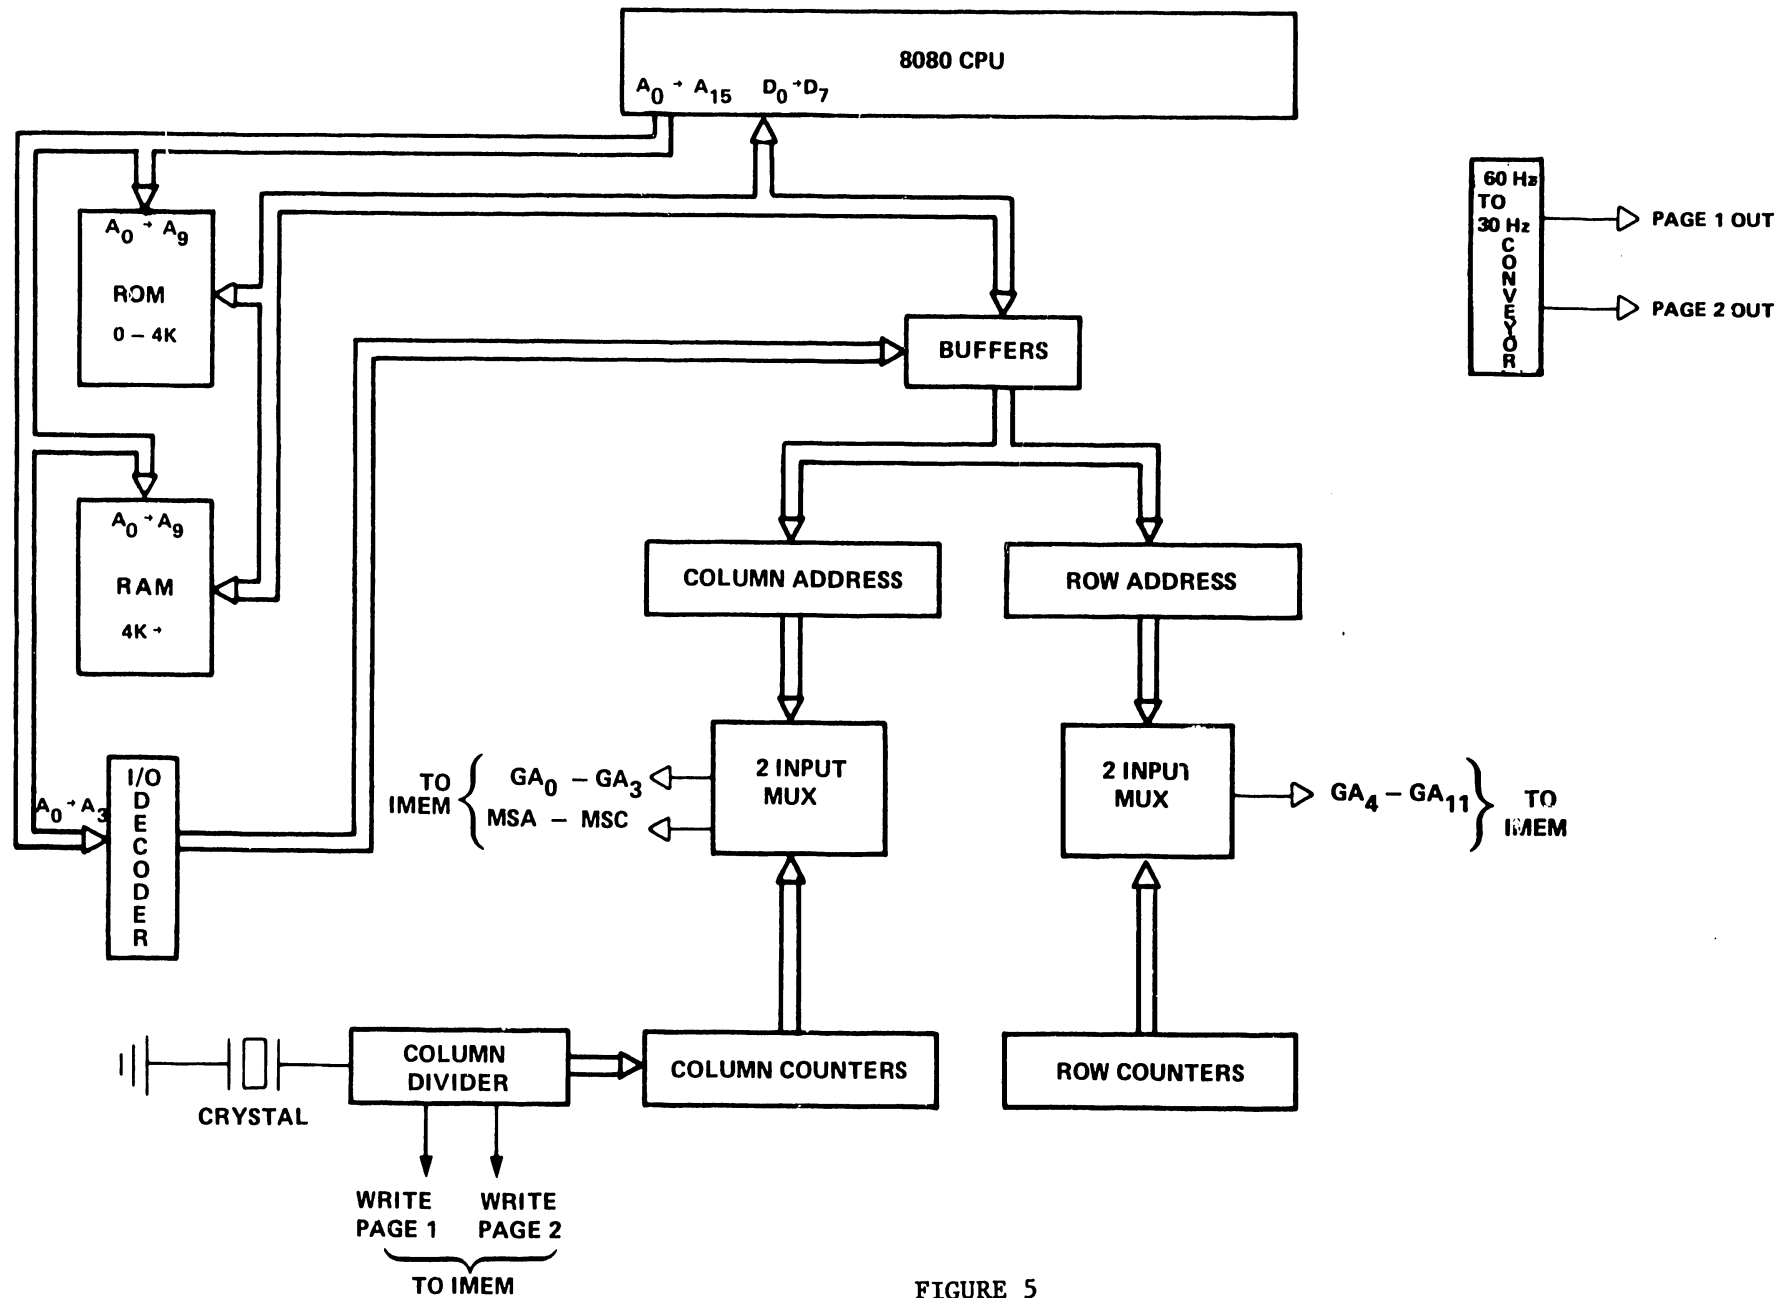 8080 CPU
A0 → A15 D0 → D7
60 Hz
TO
30 Hz
CONVEYOR
PAGE 1 OUT
PAGE 2 OUT
A0 → A9
ROM
0 – 4K
BUFFERS
A0 → A9
RAM
4K →
COLUMN ADDRESS
ROW ADDRESS
I/O
DECODER
A0 → A3
TO
IMEM
GA0 – GA3
MSA – MSC
2 INPUT
MUX
2 INPUT
MUX
GA4 – GA11
TO
IMEM
CRYSTAL
COLUMN
DIVIDER
COLUMN COUNTERS
ROW COUNTERS
WRITE
PAGE 1
WRITE
PAGE 2
TO IMEM
FIGURE 5